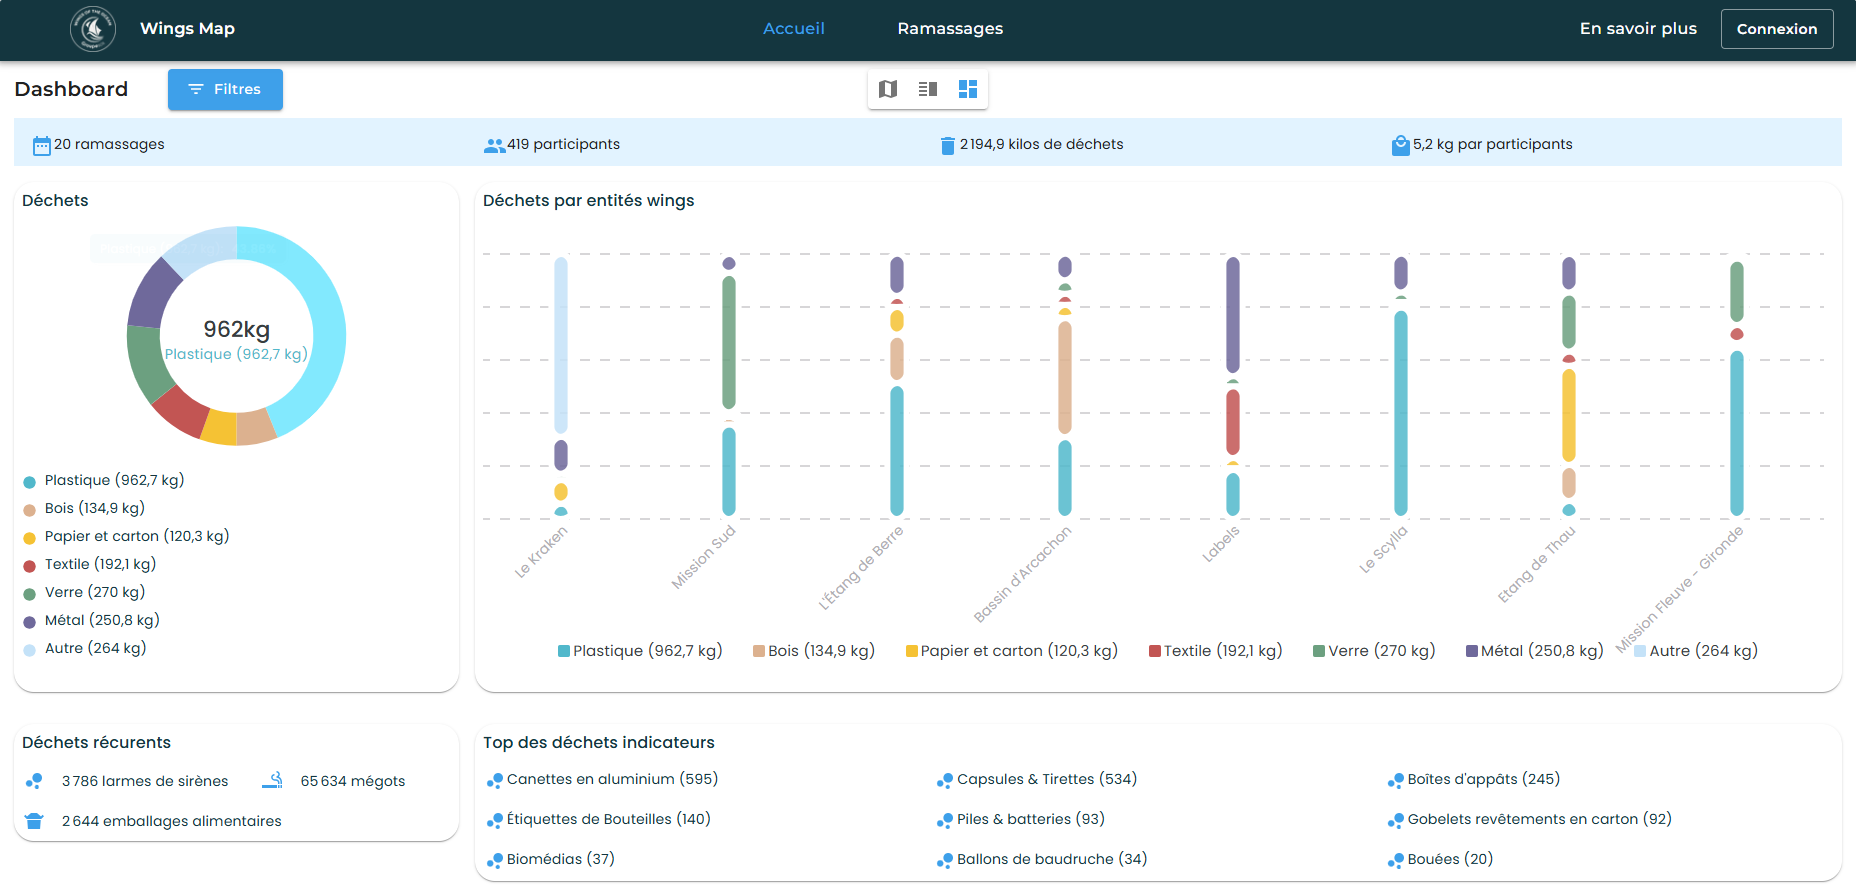 WINGS OF THE OCEAN
Wings Map
Accueil
Ramassages
En savoir plus
Connexion
Dashboard
Filtres
20 ramassages
419 participants
2 194,9 kilos de déchets
5,2 kg par participants
Déchets
962kg
Plastique (962,7 kg)
Plastique (962,7 kg)
Bois (134,9 kg)
Papier et carton (120,3 kg)
Textile (192,1 kg)
Verre (270 kg)
Métal (250,8 kg)
Autre (264 kg)
Déchets par entités wings
Le Kraken
Mission Sud
L'Étang de Berre
Bassin d'Arcachon
Labels
Le Scylla
Etang de Thau
Mission Fleuve - Gironde
Plastique (962,7 kg)
Bois (134,9 kg)
Papier et carton (120,3 kg)
Textile (192,1 kg)
Verre (270 kg)
Métal (250,8 kg)
Autre (264 kg)
Déchets récurents
3 786 larmes de sirènes
65 634 mégots
2 644 emballages alimentaires
Top des déchets indicateurs
Canettes en aluminium (595)
Capsules & Tirettes (534)
Boîtes d'appâts (245)
Étiquettes de Bouteilles (140)
Piles & batteries (93)
Gobelets revêtements en carton (92)
Biomédias (37)
Ballons de baudruche (34)
Bouées (20)